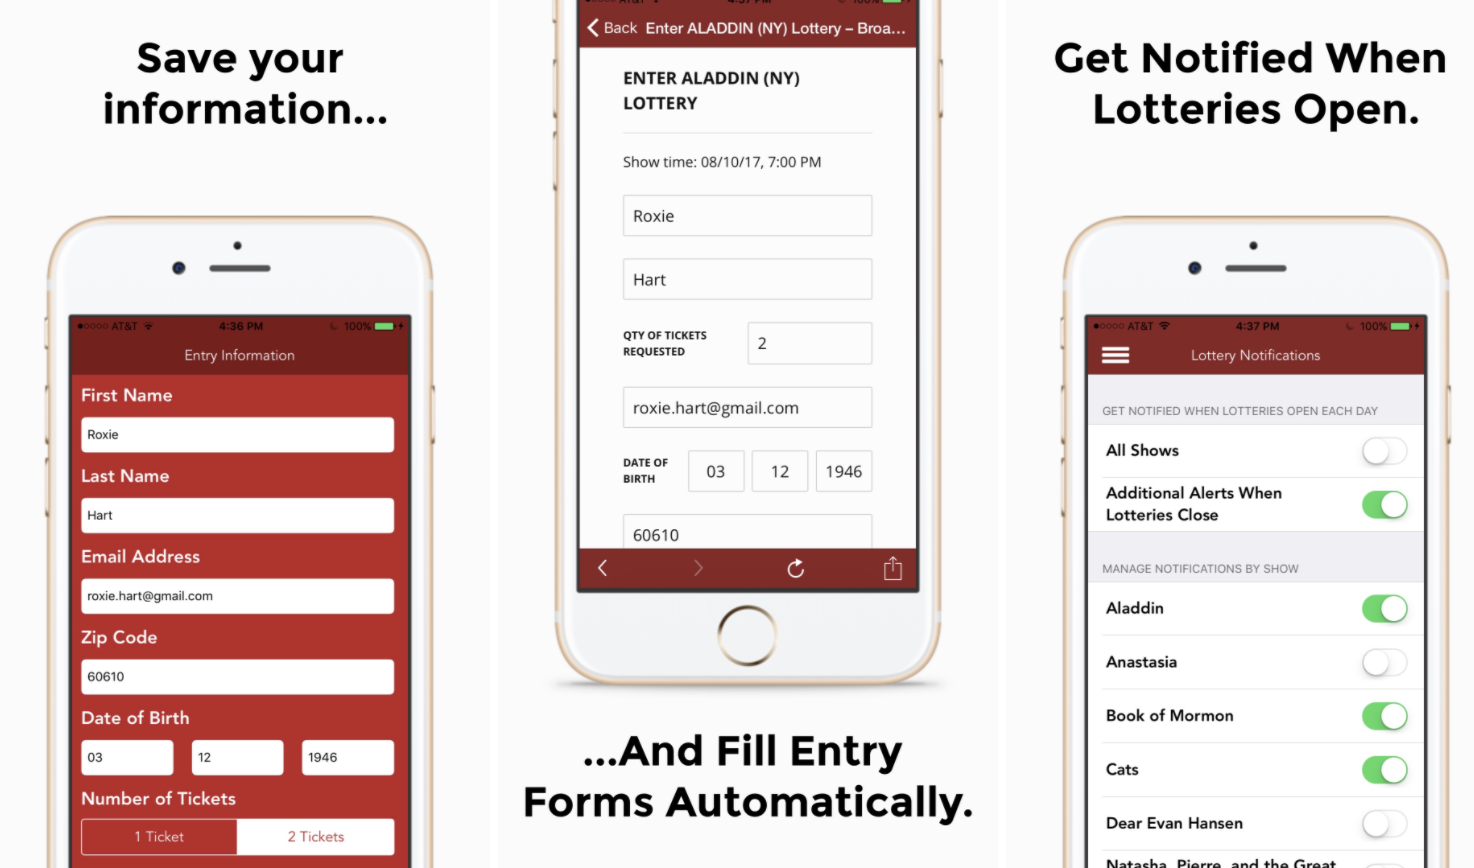 Save your
information...
●○○○○ AT&T
4:36 PM
100%
Entry Information
First Name
Roxie
Last Name
Hart
Email Address
roxie.hart@gmail.com
Zip Code
60610
Date of Birth
03 12 1946
Number of Tickets
1 Ticket 2 Tickets
AT&T 4:37 PM 100%
Back Enter ALADDIN (NY) Lottery – Broa...
ENTER ALADDIN (NY)
LOTTERY
Show time: 08/10/17, 7:00 PM
Roxie
Hart
QTY OF TICKETS
REQUESTED
2
roxie.hart@gmail.com
DATE OF
BIRTH
03 12 1946
60610
...And Fill Entry
Forms Automatically.
Get Notified When
Lotteries Open.
●○○○○ AT&T 4:37 PM 100%
Lottery Notifications
GET NOTIFIED WHEN LOTTERIES OPEN EACH DAY
All Shows
Additional Alerts When
Lotteries Close
MANAGE NOTIFICATIONS BY SHOW
Aladdin
Anastasia
Book of Mormon
Cats
Dear Evan Hansen
Natasha, Pierre, and the Great